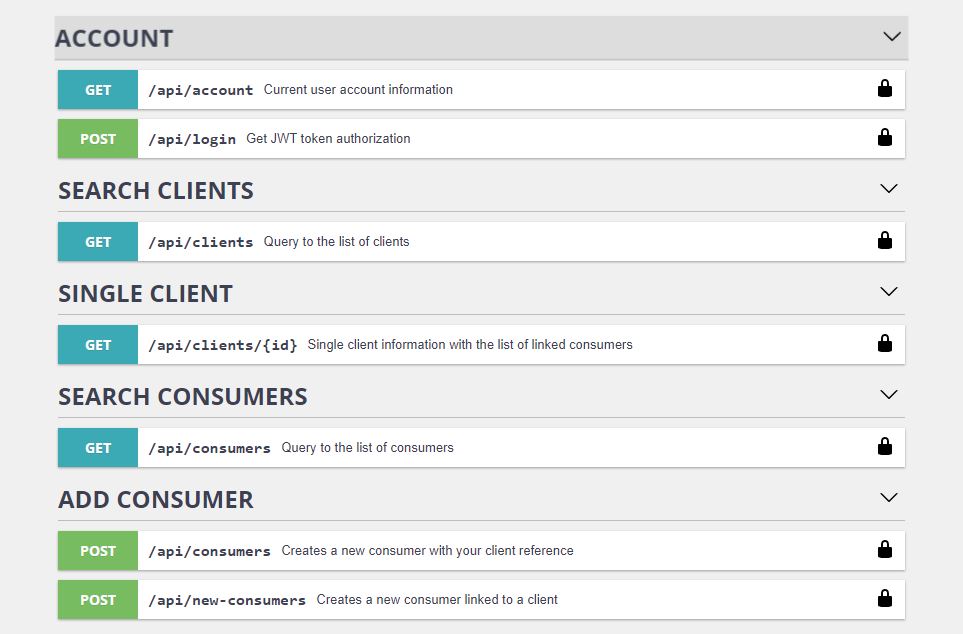 ACCOUNT
GET /api/account Current user account information
POST /api/login Get JWT token authorization
SEARCH CLIENTS
GET /api/clients Query to the list of clients
SINGLE CLIENT
GET /api/clients/{id} Single client information with the list of linked consumers
SEARCH CONSUMERS
GET /api/consumers Query to the list of consumers
ADD CONSUMER
POST /api/consumers Creates a new consumer with your client reference
POST /api/new-consumers Creates a new consumer linked to a client